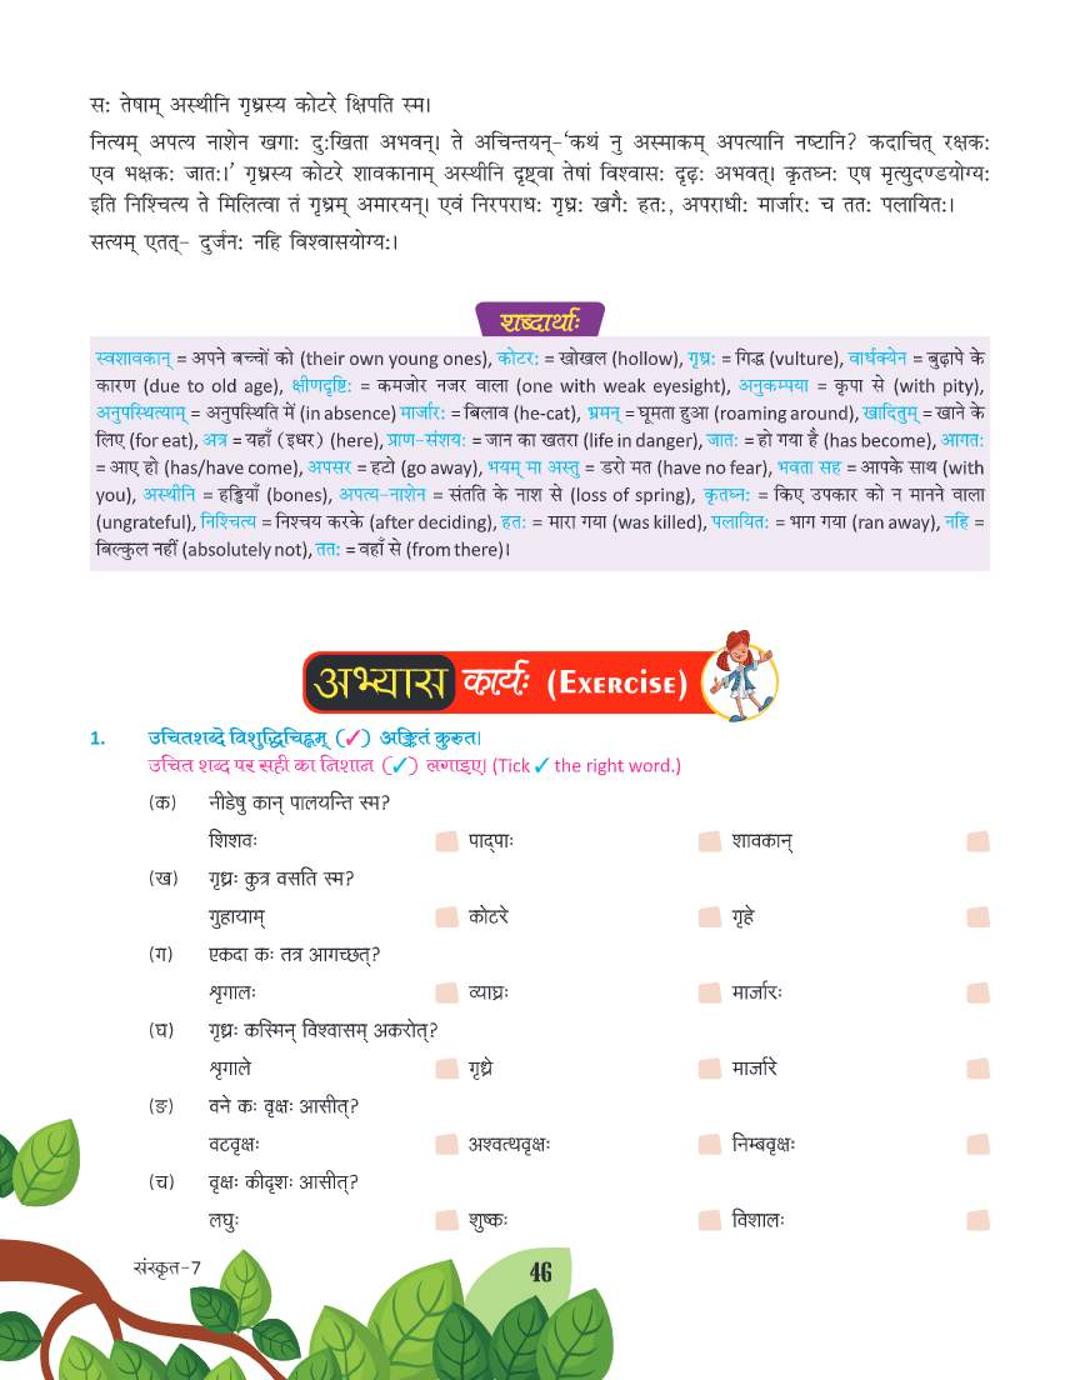 स: तेषाम् अस्थीनि गृध्रस्य कोटरे क्षिपति स्म।
नित्यम् अपत्य नाशेन खगा: दु:खिता अभवन्। ते अचिन्तयन्-‘कथं नु अस्माकम् अपत्यानि नष्टानि? कदाचित् रक्षक:
एव भक्षक: जात:।’ गृध्रस्य कोटरे शावकानाम् अस्थीनि दृष्ट्वा तेषां विश्वास: दृढ़: अभवत्। कृतघ्न: एष मृत्युदण्डयोग्य:
इति निश्चित्य ते मिलित्वा तं गृध्रम् अमारयन्। एवं निरपराध: गृध्र: खगै: हत:, अपराधी: मार्जार: च तत: पलायित:।
सत्यम् एतत्- दुर्जन: नहि विश्वासयोग्य:।
शब्दार्थाः
स्वशावकान् = अपने बच्चों को (their own young ones), कोटर: = खोखल (hollow), गृध्र: = गिद्ध (vulture), वार्धक्येन = बुढ़ापे के
कारण (due to old age), क्षीणदृष्टि: = कमजोर नजर वाला (one with weak eyesight), अनुकम्पया = कृपा से (with pity),
अनुपस्थित्याम् = अनुपस्थिति में (in absence) मार्जार: = बिलाव (he-cat), भ्रमन् = घूमता हुआ (roaming around), खादितुम् = खाने के
लिए (for eat), अत्र = यहाँ (इधर) (here), प्राण-संशय: = जान का खतरा (life in danger), जात: = हो गया है (has become), आगत:
= आए हो (has/have come), अपसर = हटो (go away), भयम् मा अस्तु = डरो मत (have no fear), भवता सह = आपके साथ (with
you), अस्थीनि = हड्डियाँ (bones), अपत्य-नाशेन = संतति के नाश से (loss of spring), कृतघ्न: = किए उपकार को न मानने वाला
(ungrateful), निश्चित्य = निश्चय करके (after deciding), हत: = मारा गया (was killed), पलायित: = भाग गया (ran away), नहि =
बिल्कुल नहीं (absolutely not), तत: = वहाँ से (from there)।
अभ्यास कार्यः (EXERCISE)
1. उचितशब्दे विशुद्धिचिह्नम् (✓) अङ्कितं कुरुत।
उचित शब्द पर सही का निशान (✓) लगाइए। (Tick ✓ the right word.)
(क) नीडेषु कान् पालयन्ति स्म?
शिशवः पाद्पाः शावकान्
(ख) गृध्रः कुत्र वसति स्म?
गुहायाम् कोटरे गृहे
(ग) एकदा कः तत्र आगच्छत्?
शृगालः व्याघ्रः मार्जारः
(घ) गृध्रः कस्मिन् विश्वासम् अकरोत्?
शृगाले गृध्रे मार्जारे
(ङ) वने कः वृक्षः आसीत्?
वटवृक्षः अश्वत्थवृक्षः निम्बवृक्षः
(च) वृक्षः कीदृशः आसीत्?
लघुः शुष्कः विशालः
संस्कृत-7 46